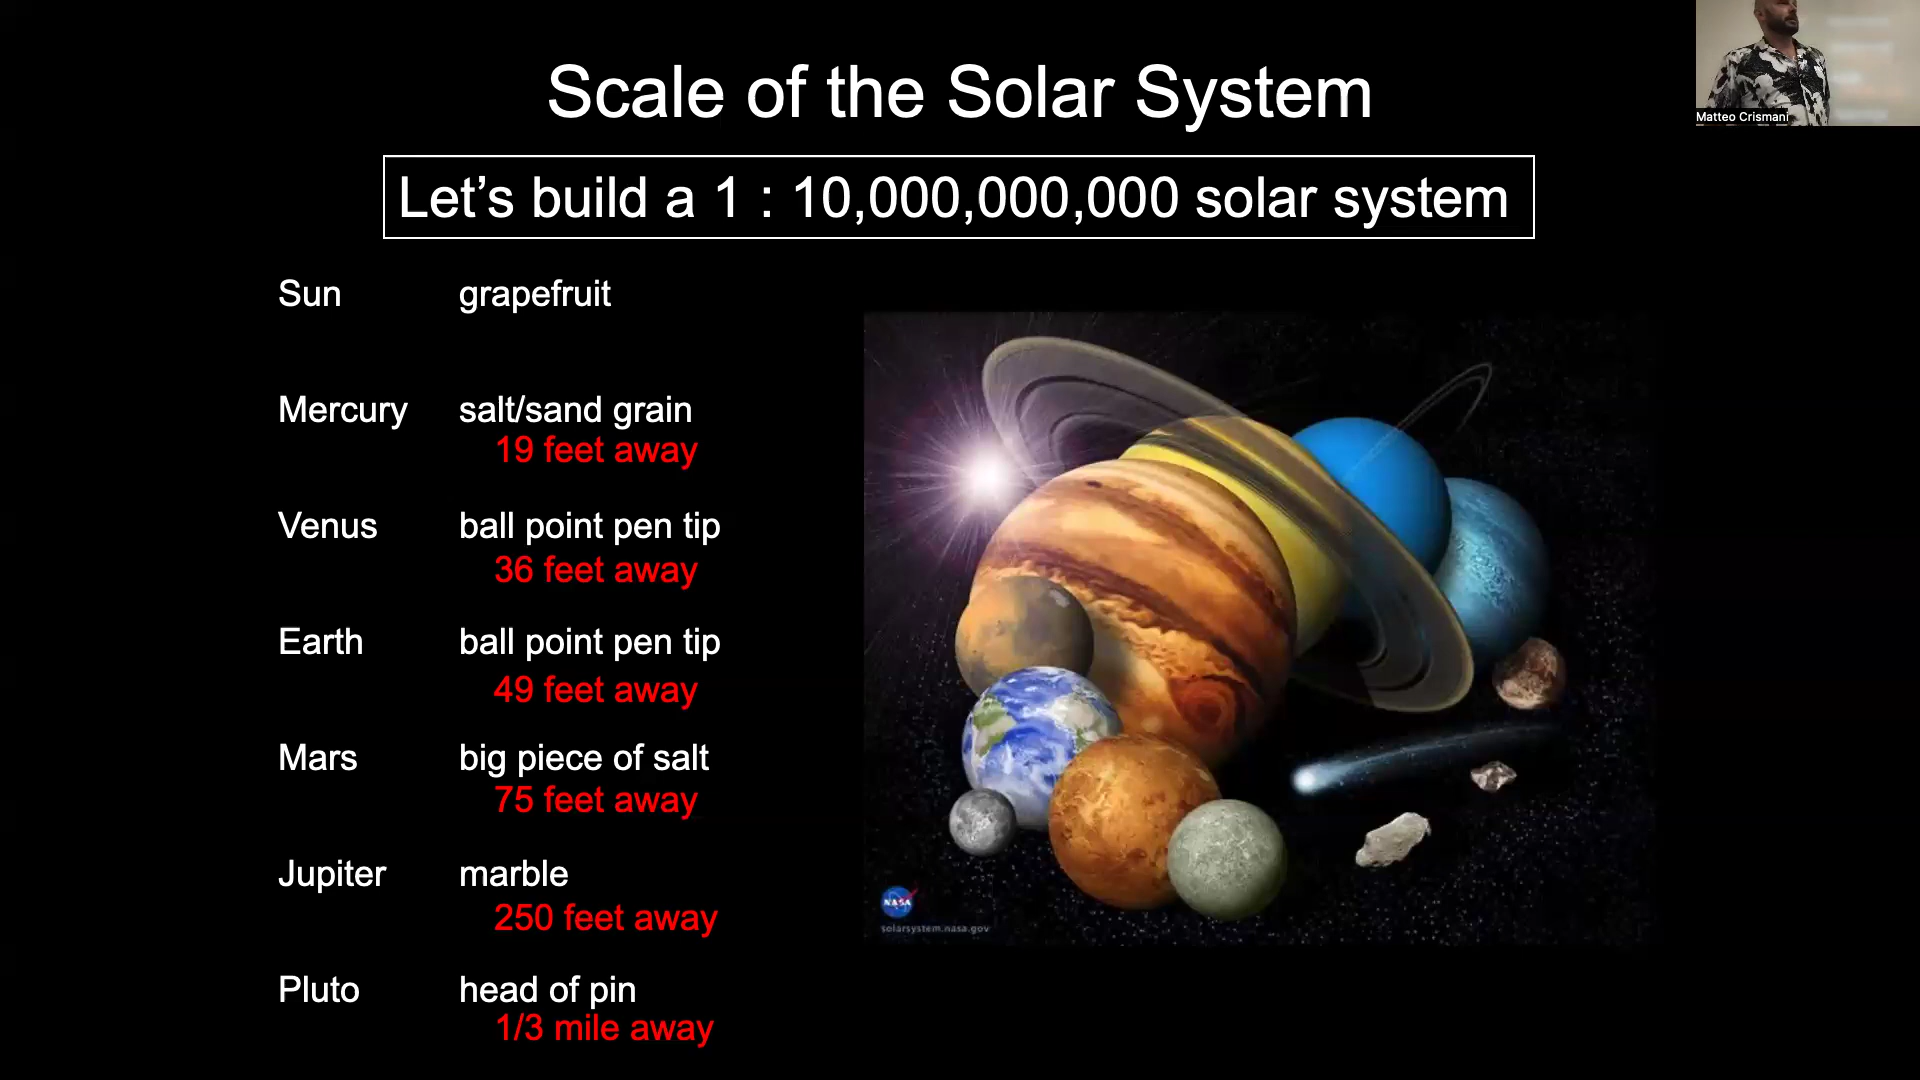 Scale of the Solar System
Matteo Crismani
Let’s build a 1 : 10,000,000,000 solar system
Sun grapefruit
Mercury salt/sand grain
19 feet away
Venus ball point pen tip
36 feet away
Earth ball point pen tip
49 feet away
Mars big piece of salt
75 feet away
Jupiter marble
250 feet away
Pluto head of pin
1/3 mile away
NASA
solarsystem.nasa.gov